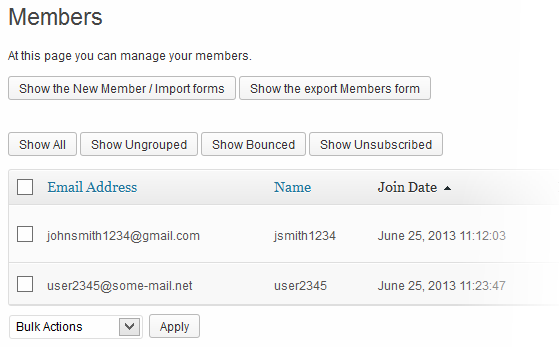 Members
At this page you can manage your members.
Show the New Member / Import forms Show the export Members form
Show All Show Ungrouped Show Bounced Show Unsubscribed
Email Address Name Join Date
johnsmith1234@gmail.com jsmith1234 June 25, 2013 11:12:03
user2345@some-mail.net user2345 June 25, 2013 11:23:47
Bulk Actions Apply